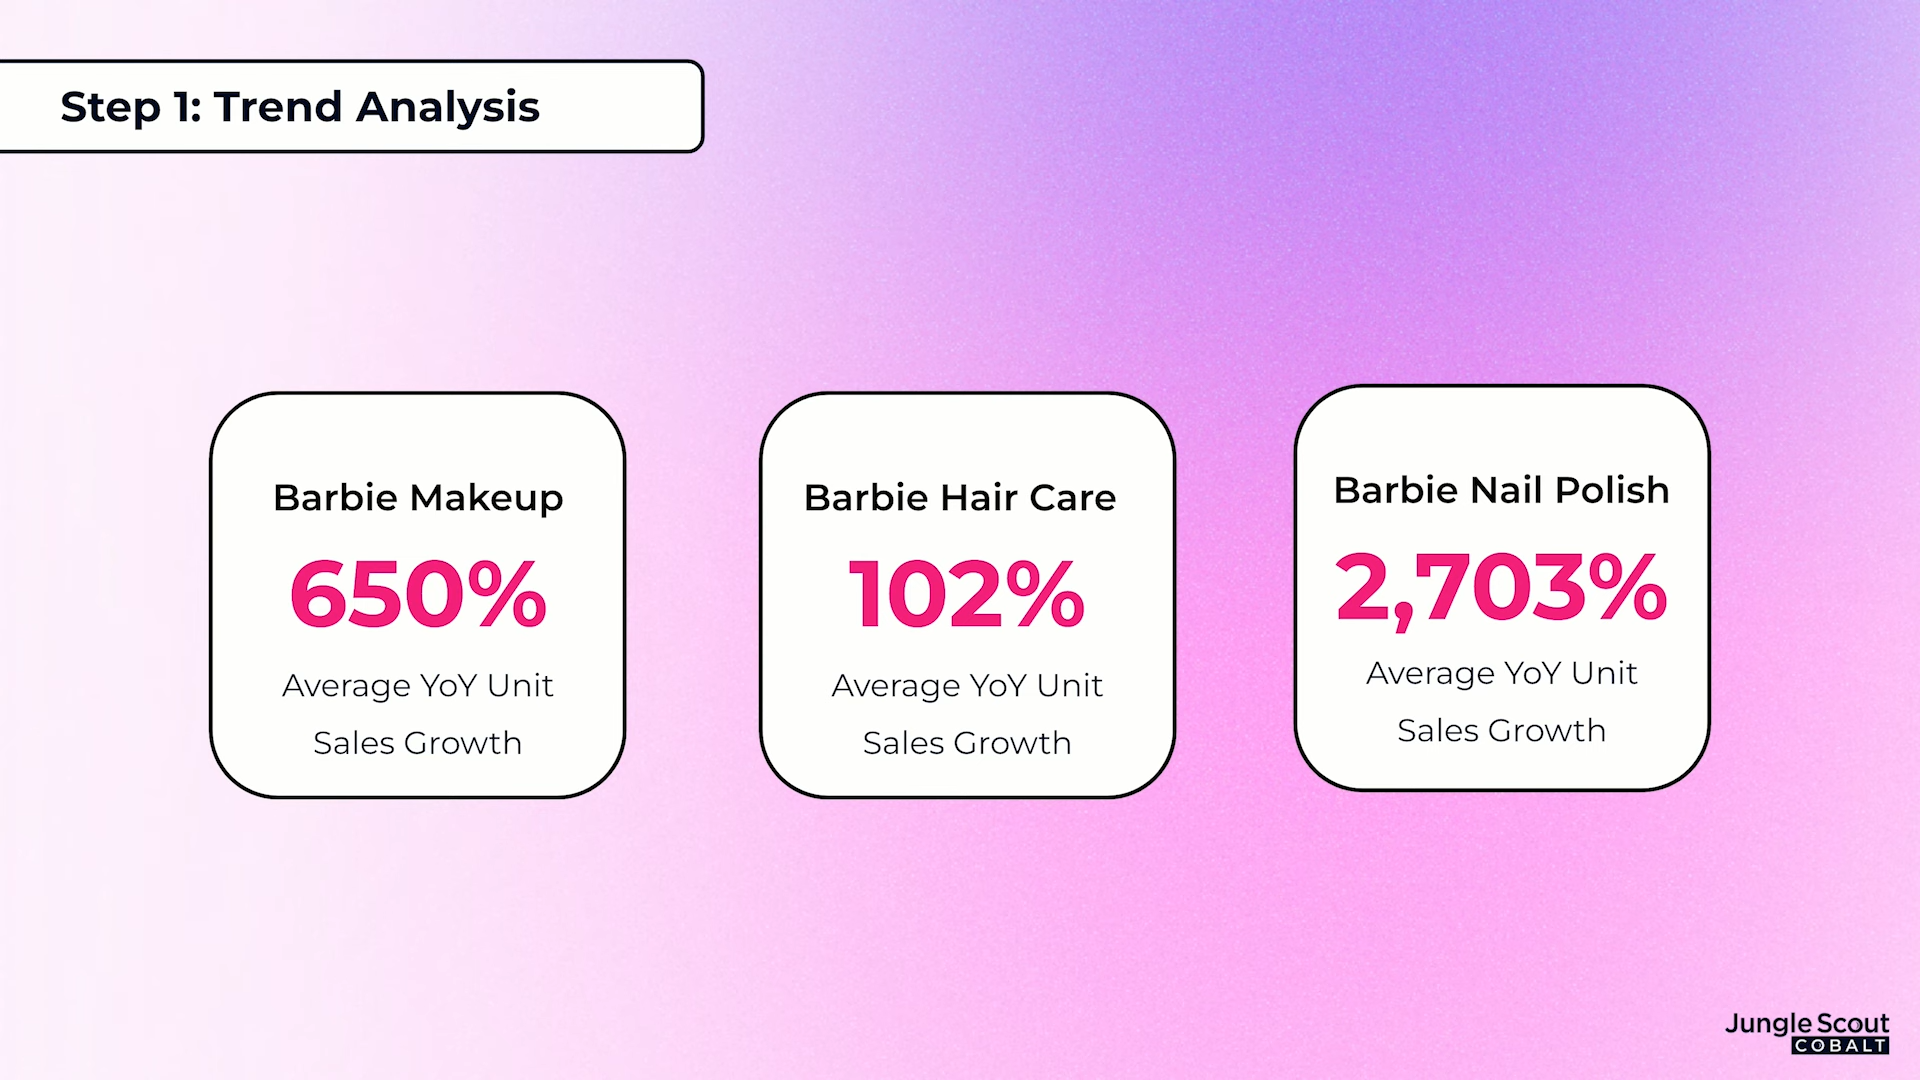 Step 1: Trend Analysis
Barbie Makeup
650%
Average YoY Unit
Sales Growth
Barbie Hair Care
102%
Average YoY Unit
Sales Growth
Barbie Nail Polish
2,703%
Average YoY Unit
Sales Growth
Jungle Scout
COBALT